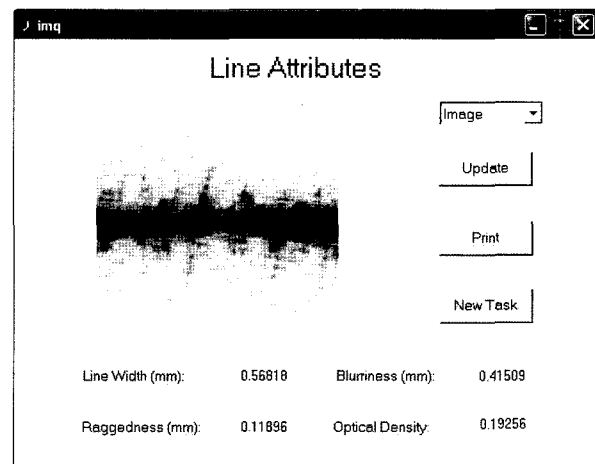 imq
Line Attributes
Image
Update
Print
New Task
Line Width (mm): 0.56818 Blurriness (mm): 0.41509
Raggedness (mm): 0.11896 Optical Density: 0.19256